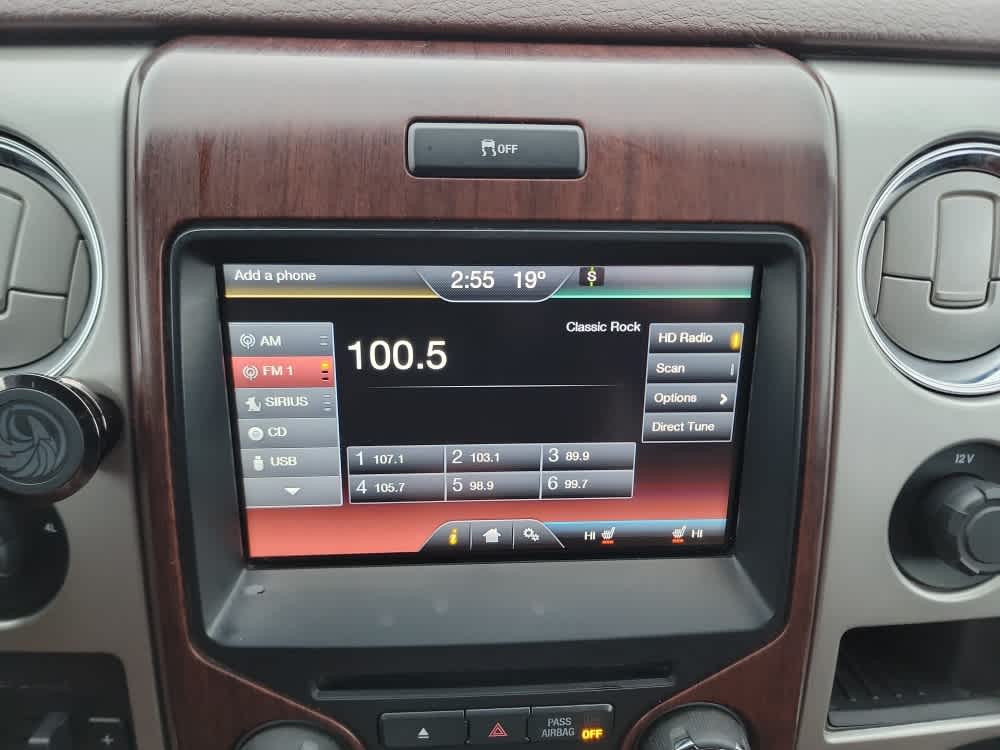 OFF
Add a phone 2:55 19° S
Classic Rock
AM
FM 1
SIRIUS
CD
USB
100.5
HD Radio
Scan
Options
Direct Tune
1 107.1 2 103.1 3 89.9
4 105.7 5 98.9 6 99.7
i
HI HI
4L
12V
PASS
AIRBAG OFF
+